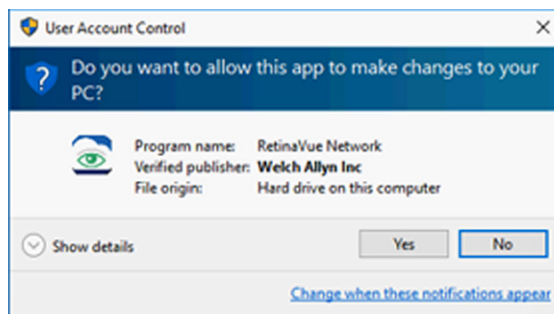 User Account Control
Do you want to allow this app to make changes to your
PC?
Program name: RetinaVue Network
Verified publisher: Welch Allyn Inc
File origin: Hard drive on this computer
Show details
Yes
No
Change when these notifications appear